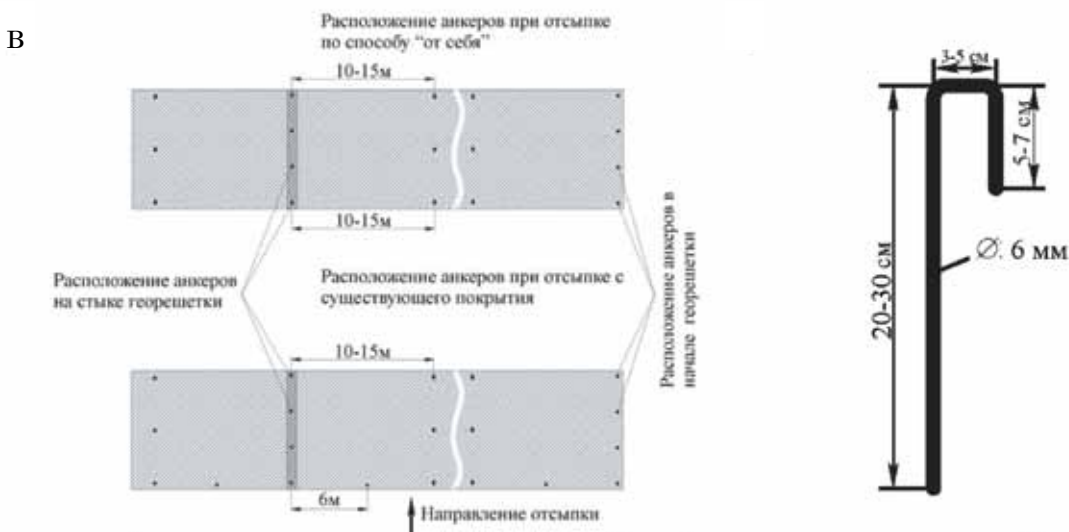 В
Расположение анкеров при отсыпке
по способу “от себя”
10-15м
10-15м
Расположение анкеров
на стыке георешетки
Расположение анкеров при отсыпке с
существующего покрытия
Расположение анкеров в
начале георешетки
10-15м
6м
Направление отсыпки
3-5 см
5-7 см
20-30 см
∅. 6 мм